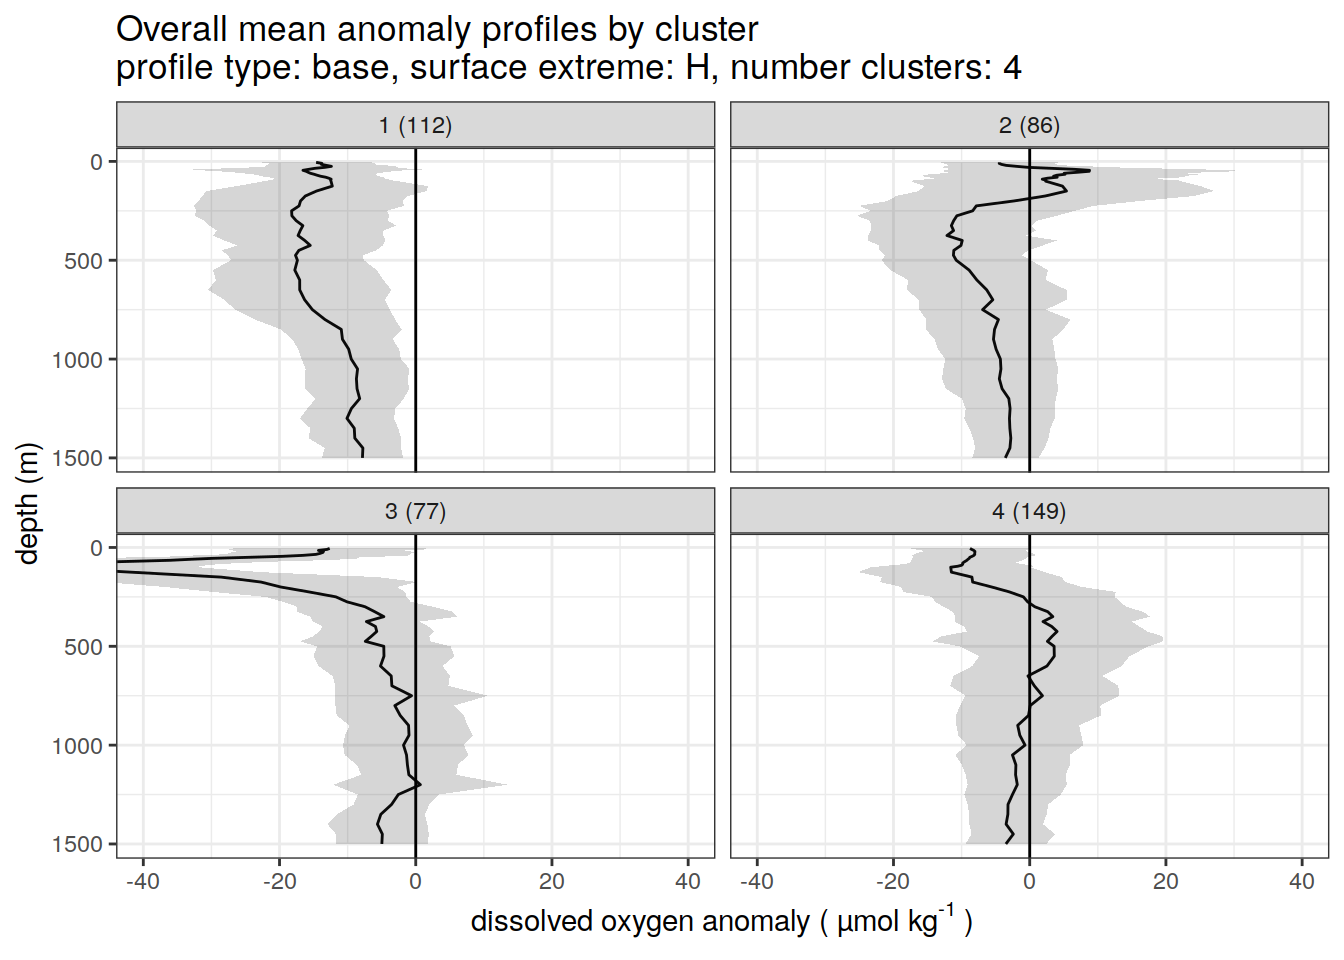 Overall mean anomaly profiles by cluster
profile type: base, surface extreme: H, number clusters: 4
1 (112)
2 (86)
0
500
1000
1500
3 (77)
4 (149)
0
500
1000
1500
depth (m)
-40 -20 0 20 40
-40 -20 0 20 40
dissolved oxygen anomaly ( µmol kg⁻¹ )